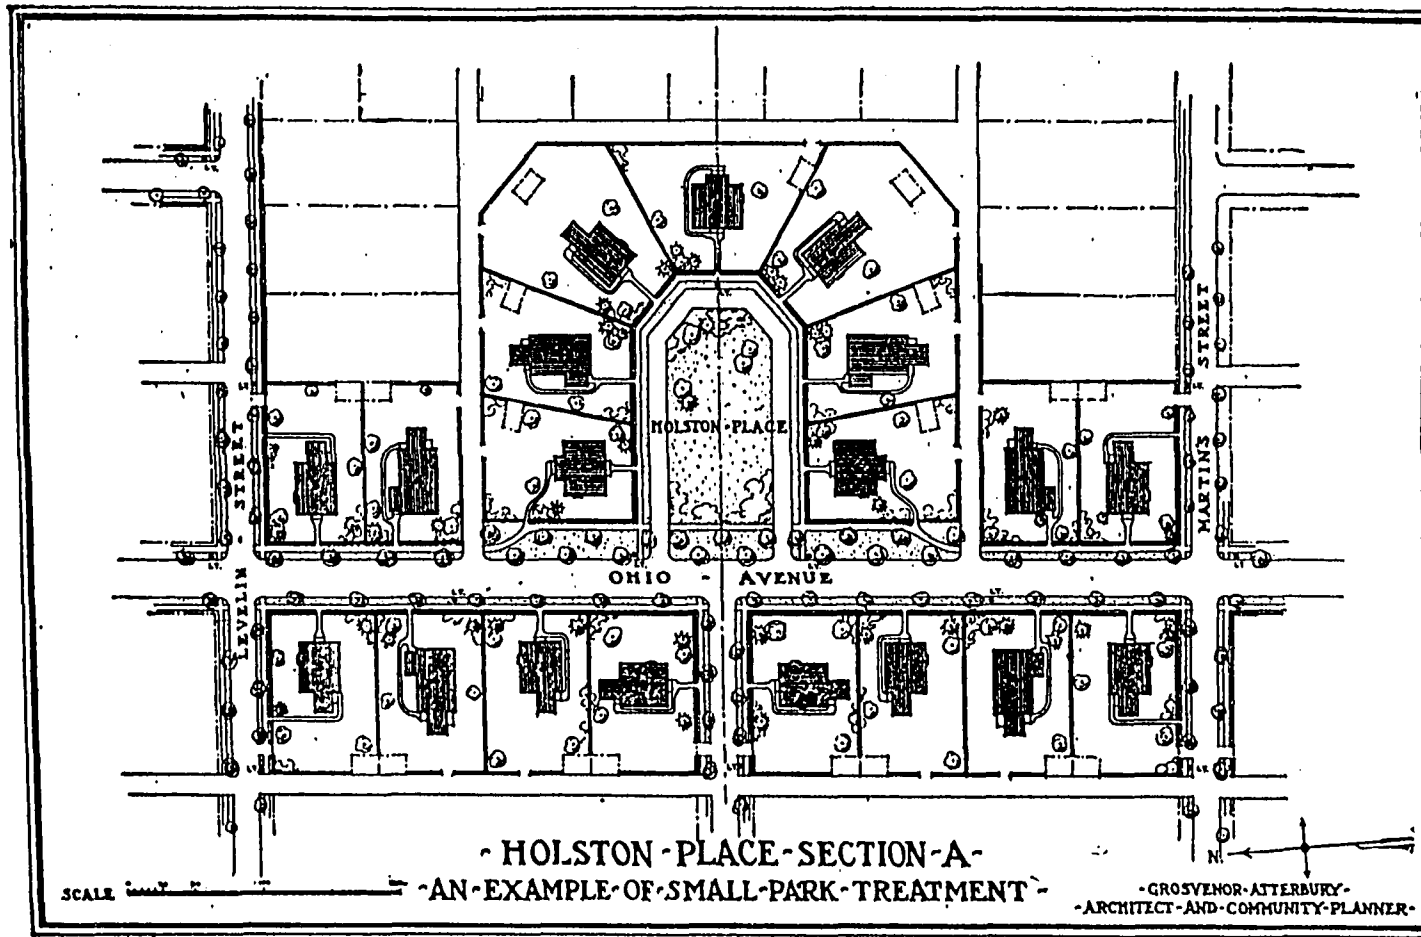 HOLSTON-PLACE
LEVELIN - STREET
MARTINS STREET
OHIO - AVENUE
-HOLSTON-PLACE-SECTION-A-
-AN-EXAMPLE-OF-SMALL-PARK-TREATMENT-
SCALE
N
-GROSVENOR-ATTERBURY-
-ARCHITECT-AND-COMMUNITY-PLANNER-